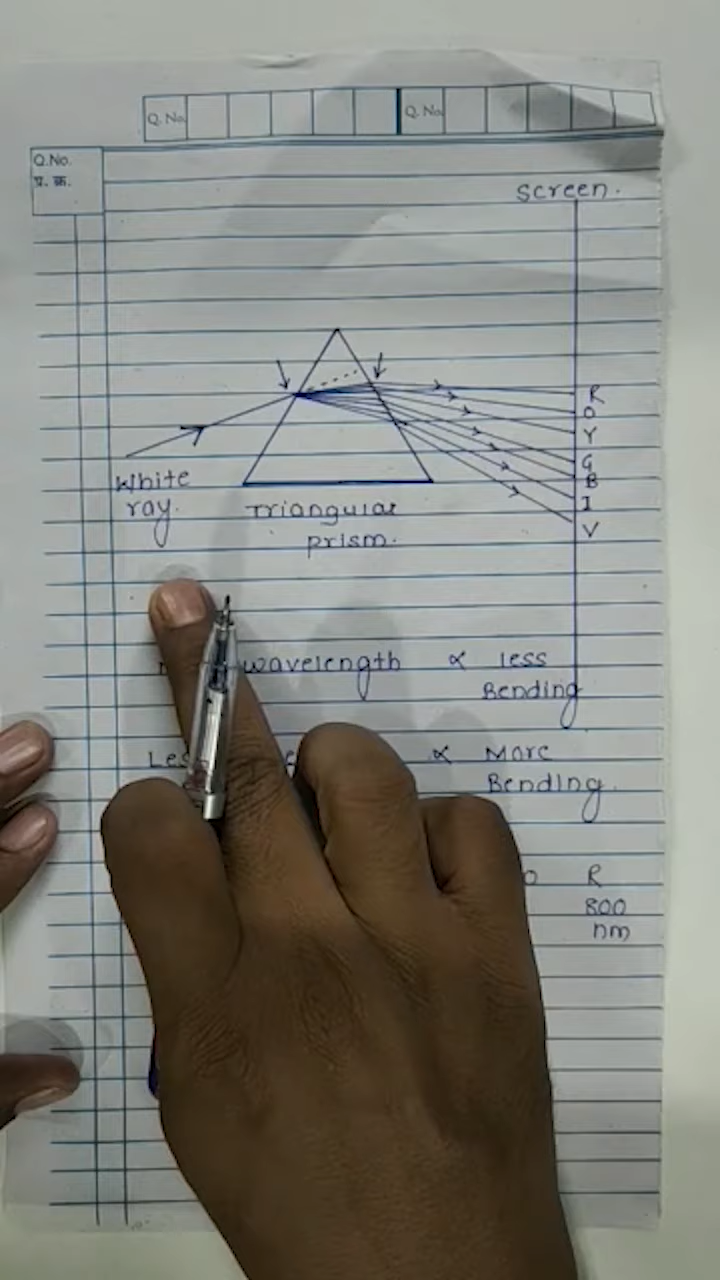 Q.No.
Q.No.
Q.No.
प्र. क्र.
Screen.
R
O
Y
G
B
I
V
White
ray.
Triangular
prism.
wavelength ∝ less
Bending
∝ More
Bending.
R
800
nm